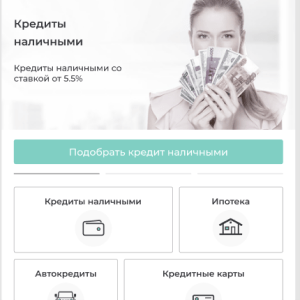 Кредиты
наличными
Кредиты наличными со
ставкой от 5.5%
Подобрать кредит наличными
Кредиты наличными
Ипотека
Автокредиты
Кредитные карты